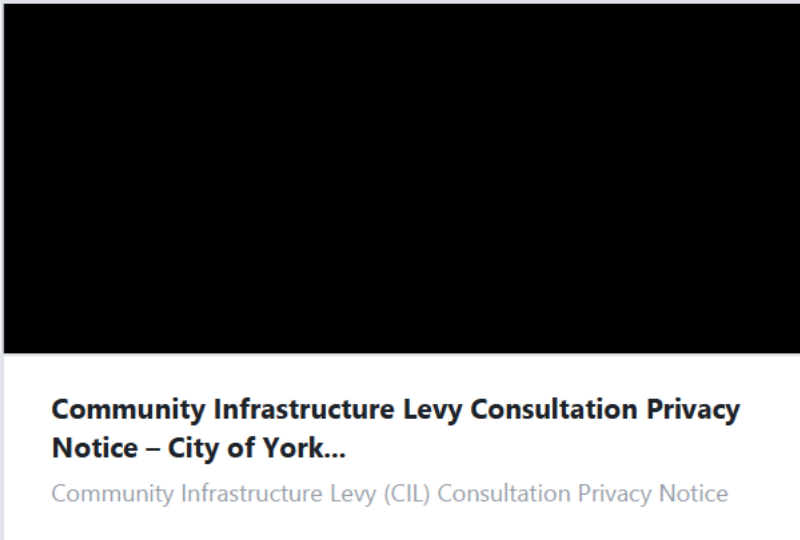 Community Infrastructure Levy Consultation Privacy
Notice – City of York...
Community Infrastructure Levy (CIL) Consultation Privacy Notice